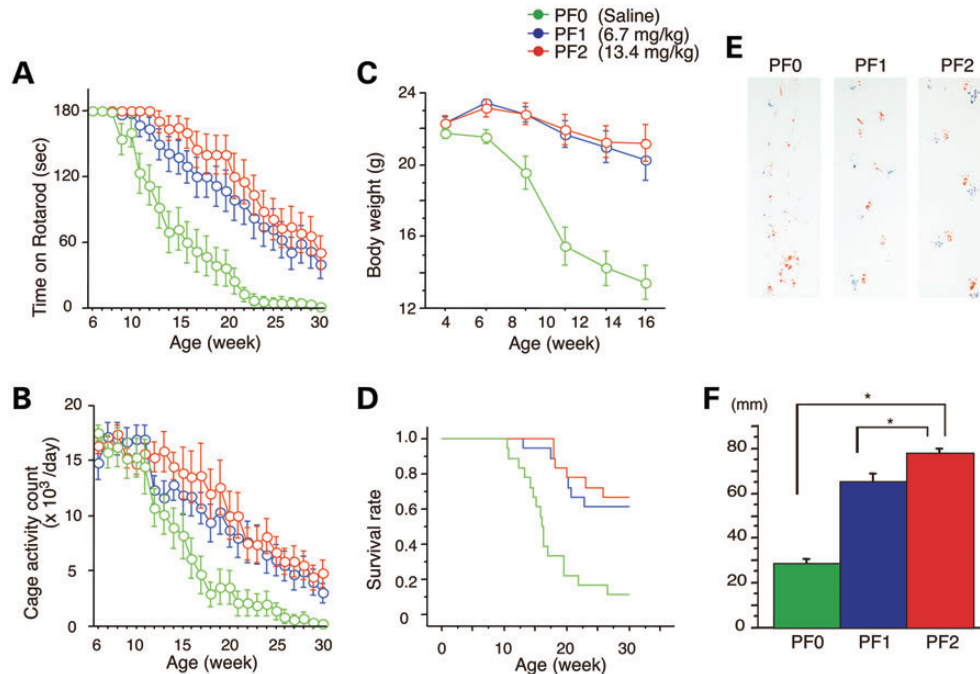 PF0 (Saline)
PF1 (6.7 mg/kg)
PF2 (13.4 mg/kg)
A
180
120
60
0
Time on Rotarod (sec)
6 10 15 20 25 30
Age (week)
C
24
22
20
18
16
14
12
Body weight (g)
4 6 8 10 12 14 16
Age (week)
E
PF0 PF1 PF2
B
20
15
10
5
0
Cage activity count
(x 10³ /day)
6 10 15 20 25 30
Age (week)
D
1.0
0.8
0.6
0.4
0.2
0
Survival rate
0 10 20 30
Age (week)
F
(mm)
80
60
40
20
0
* *
PF0 PF1 PF2